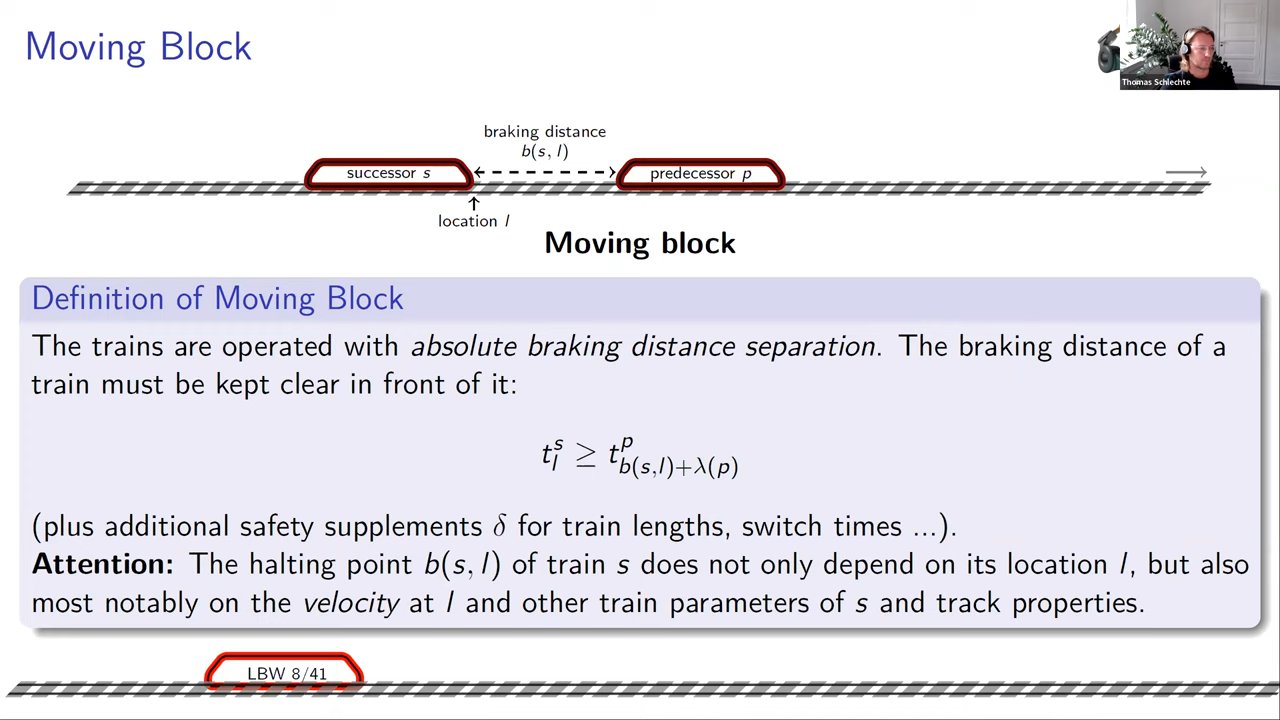 Moving Block
Thomas Schlechte
braking distance
b(s, l)
successor s
predecessor p
location l
Moving block
Definition of Moving Block
The trains are operated with absolute braking distance separation. The braking distance of a
train must be kept clear in front of it:
t_l^s ≥ t_{b(s,l)+λ(p)}^p
(plus additional safety supplements δ for train lengths, switch times ...).
Attention: The halting point b(s, l) of train s does not only depend on its location l, but also
most notably on the velocity at l and other train parameters of s and track properties.
LBW 8/41